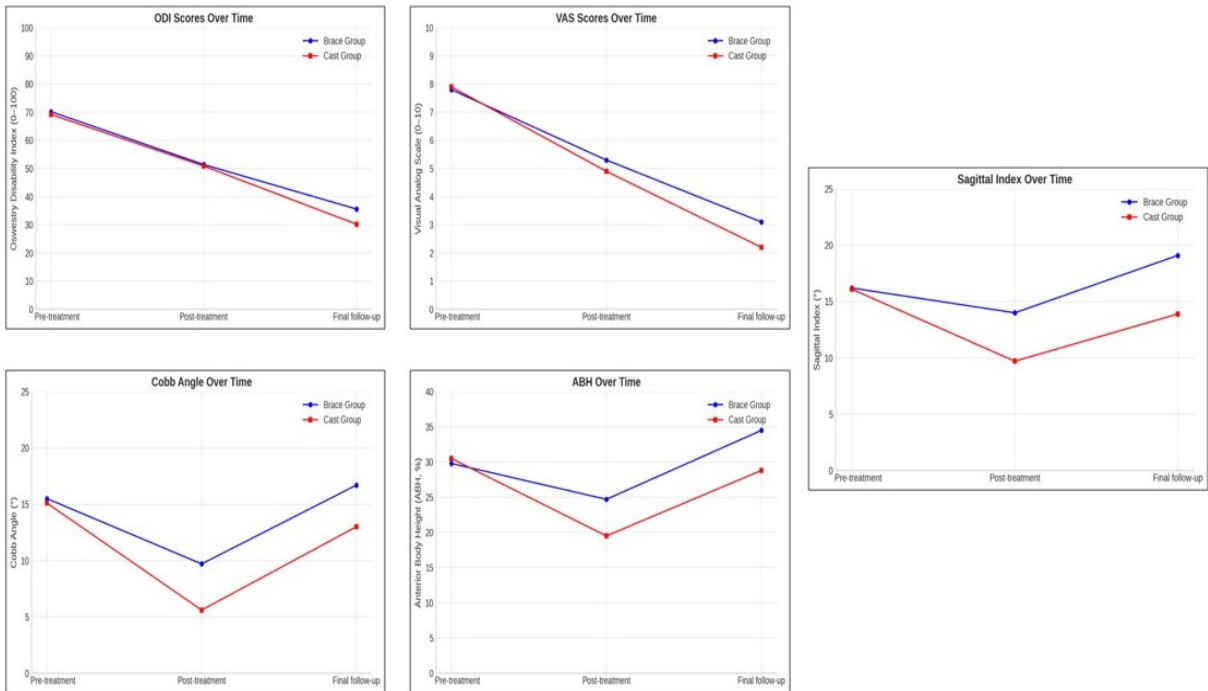 ODI Scores Over Time
Brace Group
Cast Group
Oswestry Disability Index (0–100)
100
90
80
70
60
50
40
30
20
10
0
Pre-treatment Post-treatment Final follow-up
VAS Scores Over Time
Brace Group
Cast Group
Visual Analog Scale (0–10)
10
9
8
7
6
5
4
3
2
1
0
Pre-treatment Post-treatment Final follow-up
Sagittal Index Over Time
Brace Group
Cast Group
Sagittal Index (°)
25
20
15
10
5
0
Pre-treatment Post-treatment Final follow-up
Cobb Angle Over Time
Brace Group
Cast Group
Cobb Angle (°)
25
20
15
10
5
0
Pre-treatment Post-treatment Final follow-up
ABH Over Time
Brace Group
Cast Group
Anterior Body Height (ABH, %)
40
35
30
25
20
15
10
5
0
Pre-treatment Post-treatment Final follow-up